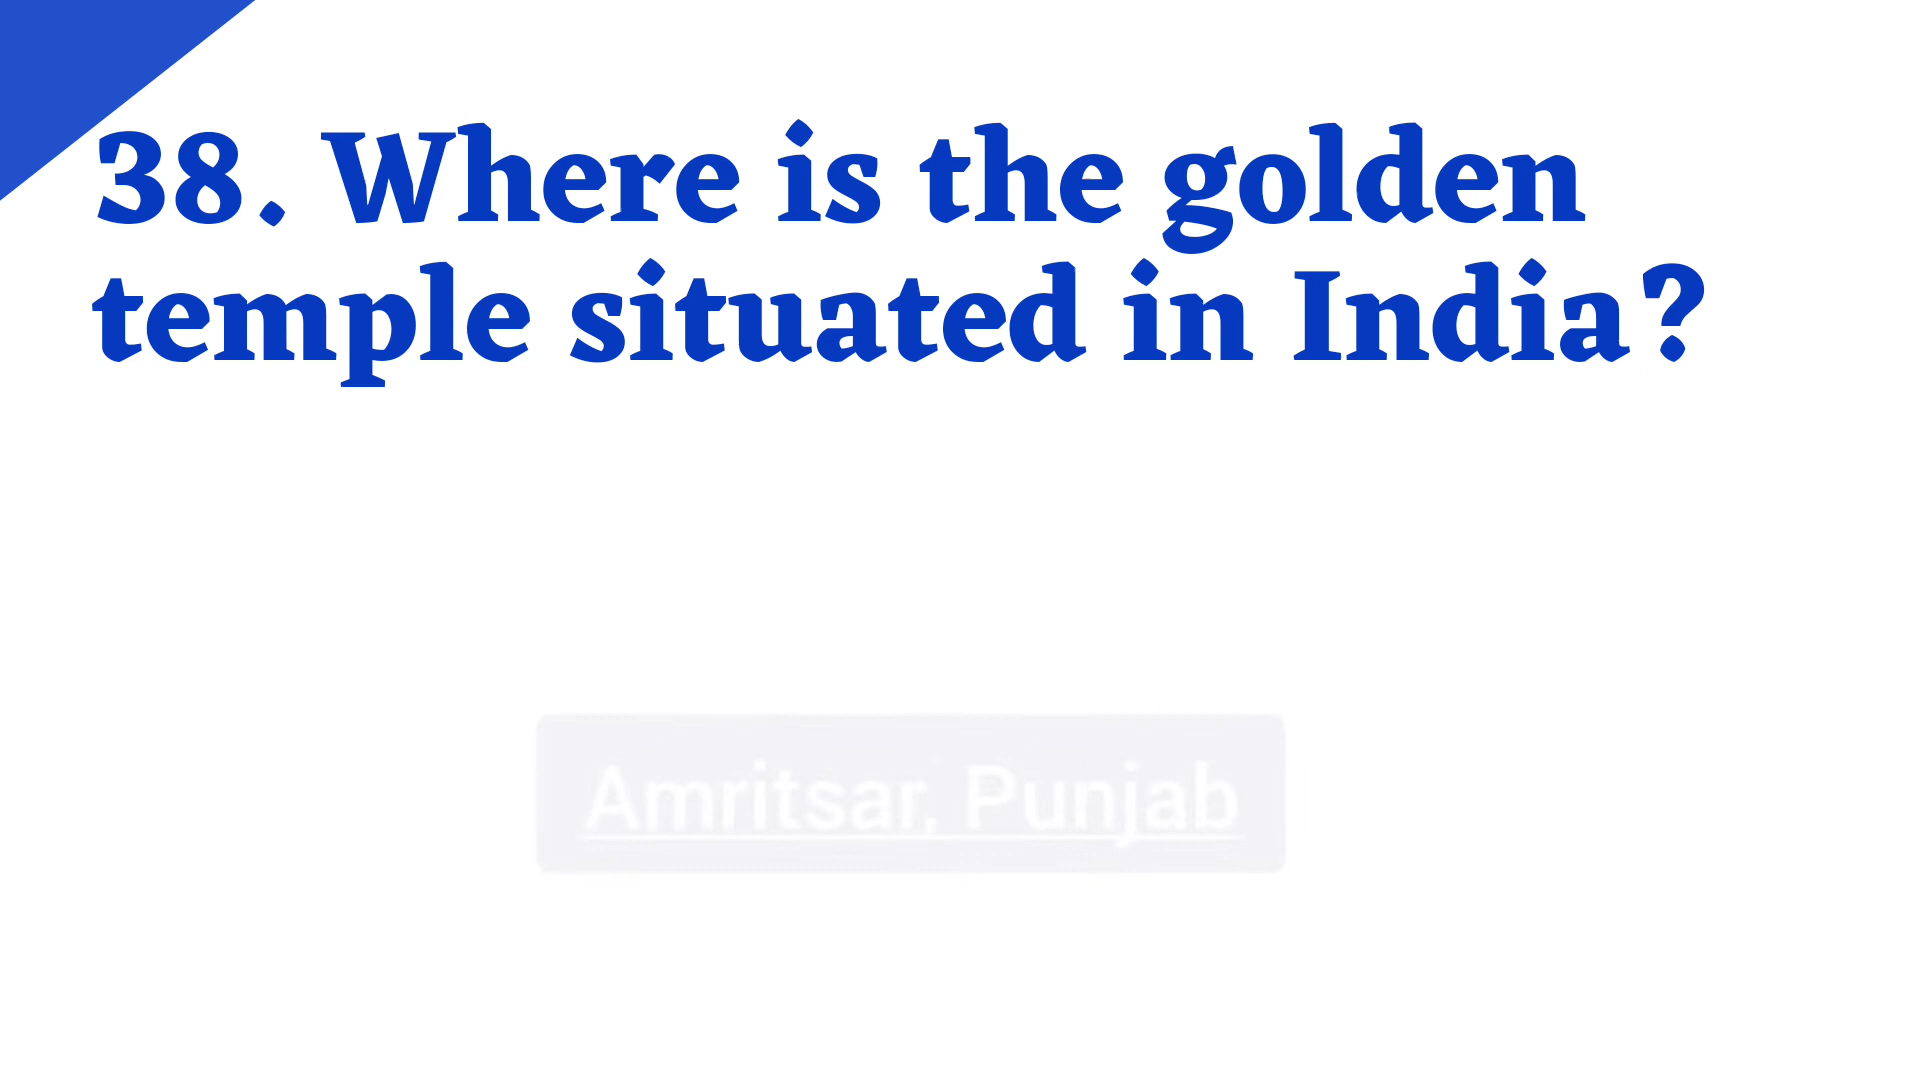 38. Where is the golden
temple situated in India?
Amritsar, Punjab